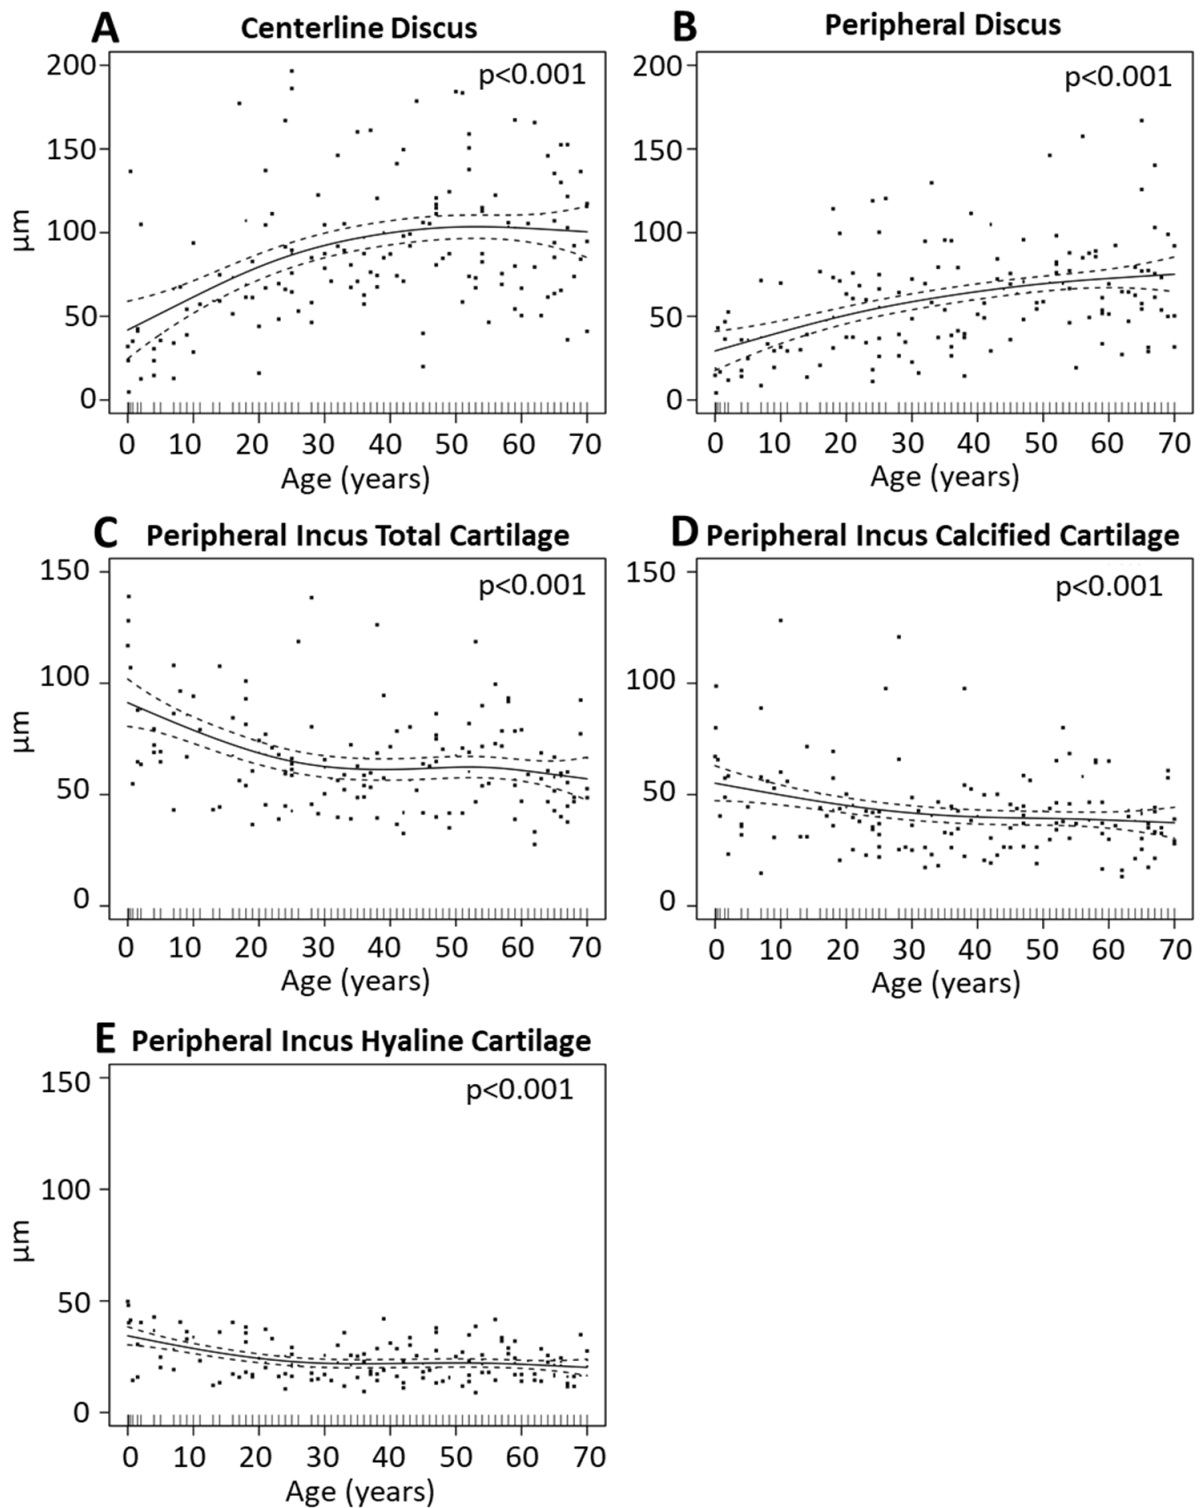 A Centerline Discus
200
150
100
50
0
µm
p<0.001
0 10 20 30 40 50 60 70
Age (years)
B Peripheral Discus
200
150
100
50
0
p<0.001
0 10 20 30 40 50 60 70
Age (years)
C Peripheral Incus Total Cartilage
150
100
50
0
µm
p<0.001
0 10 20 30 40 50 60 70
Age (years)
D Peripheral Incus Calcified Cartilage
150
100
50
0
p<0.001
0 10 20 30 40 50 60 70
Age (years)
E Peripheral Incus Hyaline Cartilage
150
100
50
0
µm
p<0.001
0 10 20 30 40 50 60 70
Age (years)